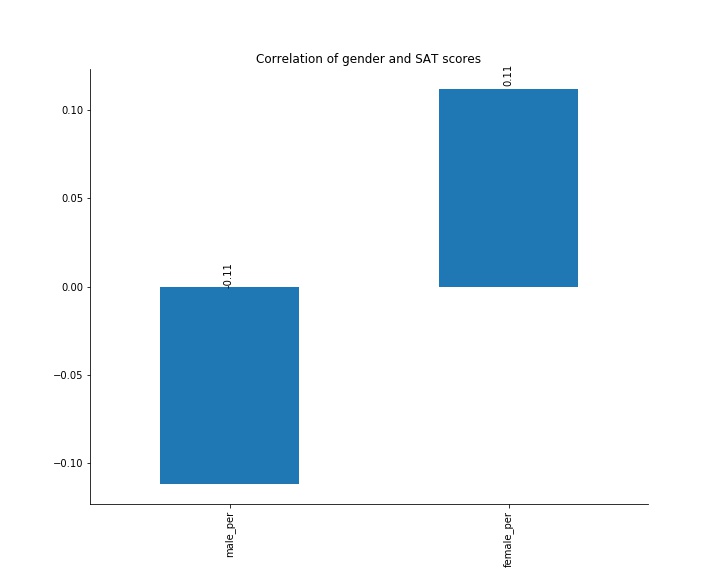 Correlation of gender and SAT scores
0.11
0.10
0.05
-0.11
0.00
−0.05
−0.10
male_per
female_per